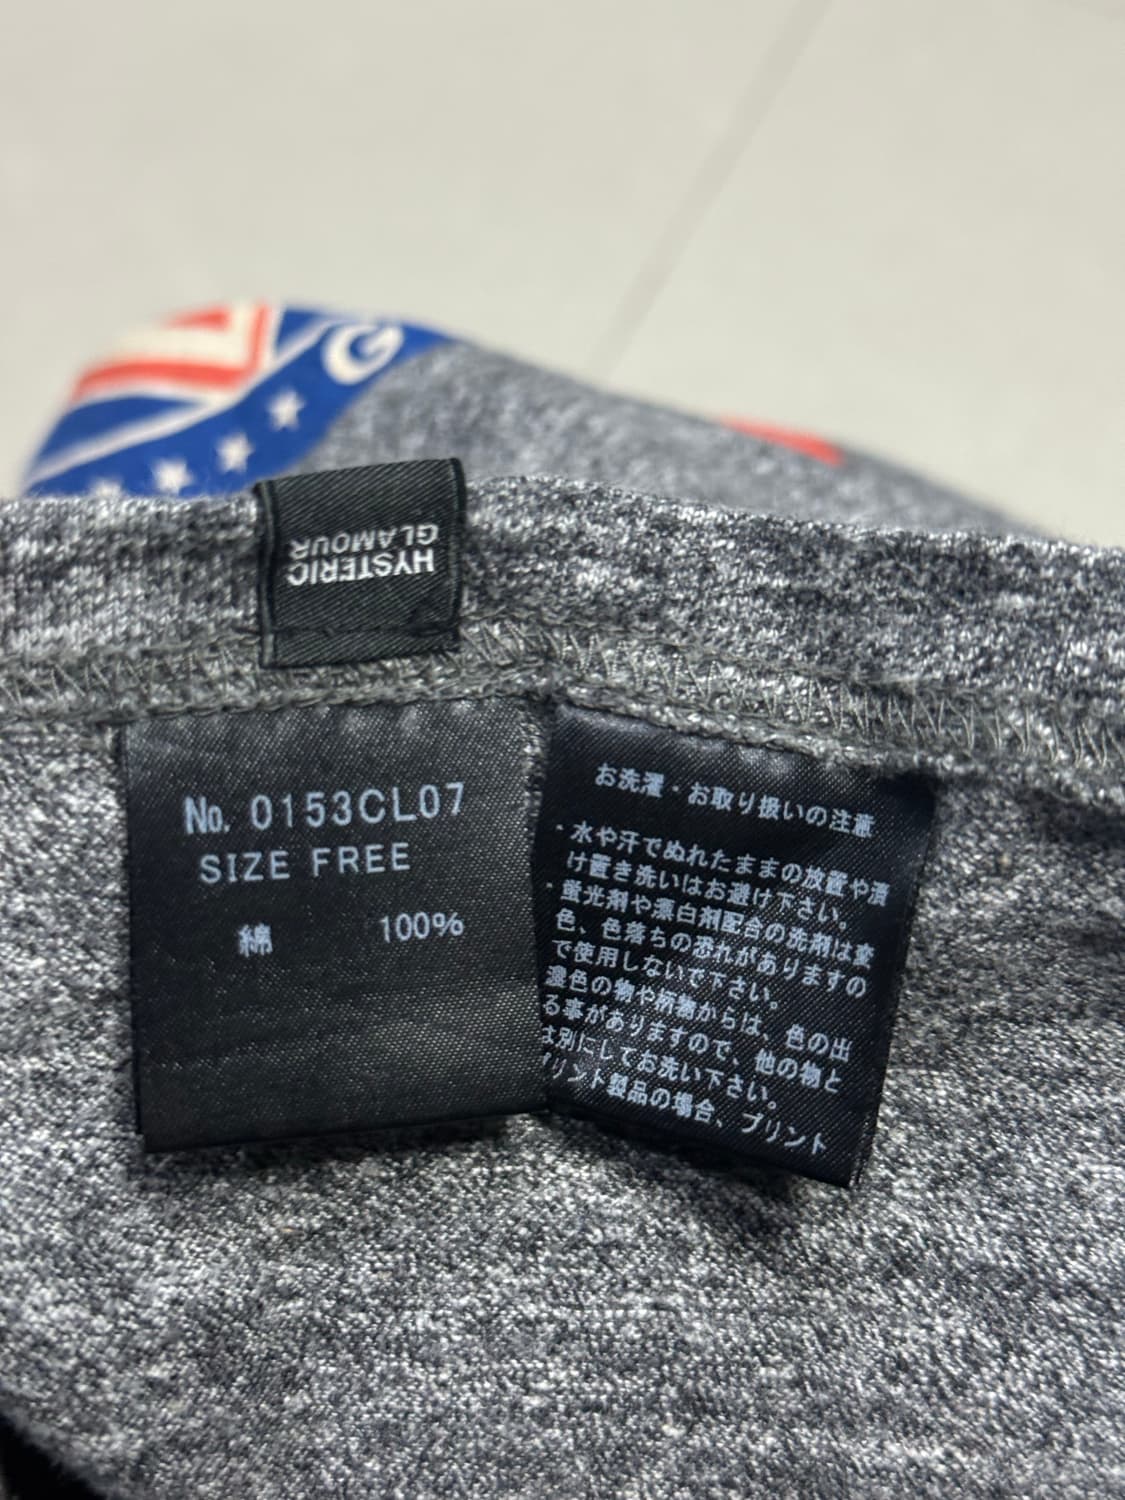 G
HYSTERIC
GLAMOUR
No. 0153CL07
SIZE FREE
綿 100%
お洗濯・お取り扱いの注意
・水や汗でぬれたままの放置や漬
け置き洗いはお避け下さい。
・蛍光剤や漂白剤配合の洗剤は変
色、色落ちの恐れがありますの
で使用しないで下さい。
濃色の物や柄物からは、色の出
る事がありますので、他の物と
は別にしてお洗い下さい。
プリント製品の場合、プリント